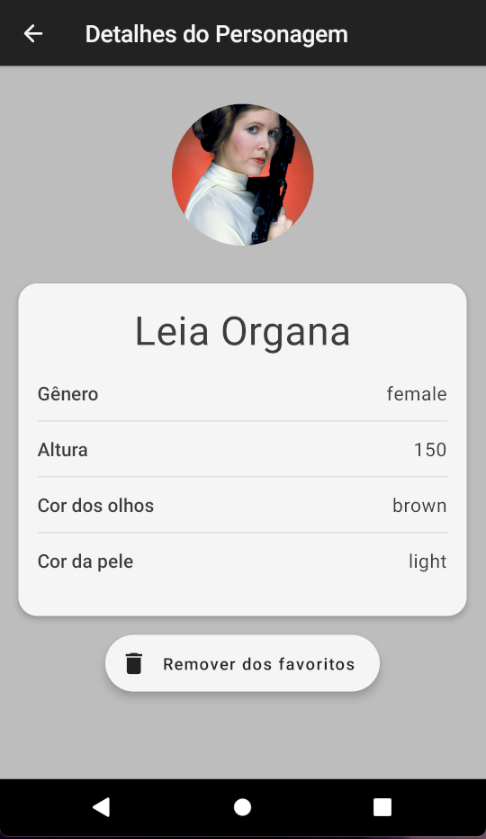 Detalhes do Personagem
Leia Organa
Gênero female
Altura 150
Cor dos olhos brown
Cor da pele light
Remover dos favoritos